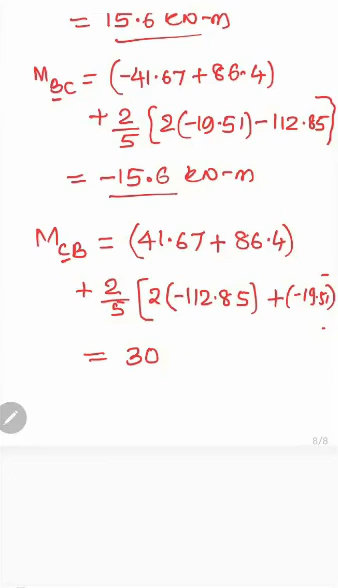 = 15.6 kN-m
M_BC = (-41.67 + 86.4)
+ 2/5 [2(-19.51) - 112.85]
= -15.6 kN-m
M_CB = (41.67 + 86.4)
+ 2/5 [2(-112.85) + (-19.51)
= 30
8/8